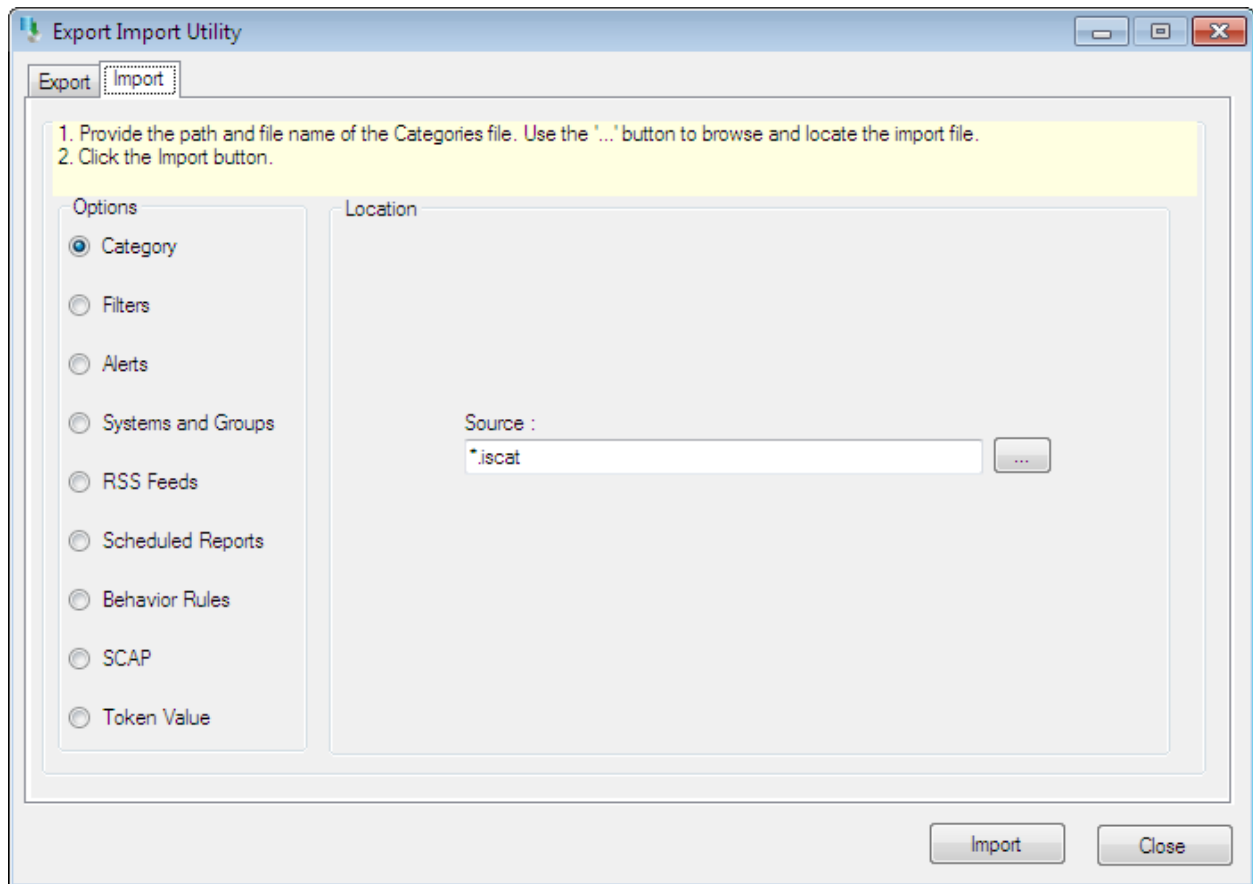 Export Import Utility
Export
Import
1. Provide the path and file name of the Categories file. Use the '...' button to browse and locate the import file.
2. Click the Import button.
Options
Location
Category
Filters
Alerts
Systems and Groups
Source :
*.iscat
...
RSS Feeds
Scheduled Reports
Behavior Rules
SCAP
Token Value
Import
Close